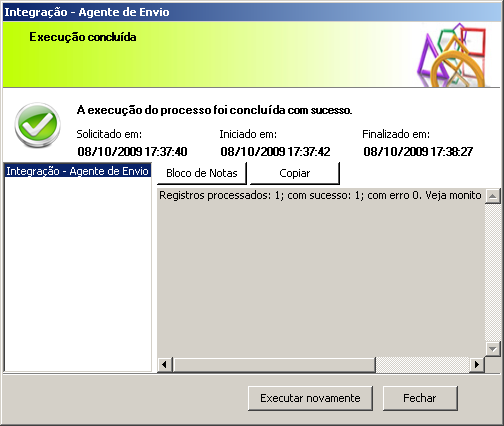 Integração - Agente de Envio
Execução concluída
A execução do processo foi concluída com sucesso.
Solicitado em: Iniciado em: Finalizado em:
08/10/2009 17:37:40 08/10/2009 17:37:42 08/10/2009 17:38:27
Integração - Agente de Envio Bloco de Notas Copiar
Registros processados: 1; com sucesso: 1; com erro 0. Veja monito
Executar novamente Fechar